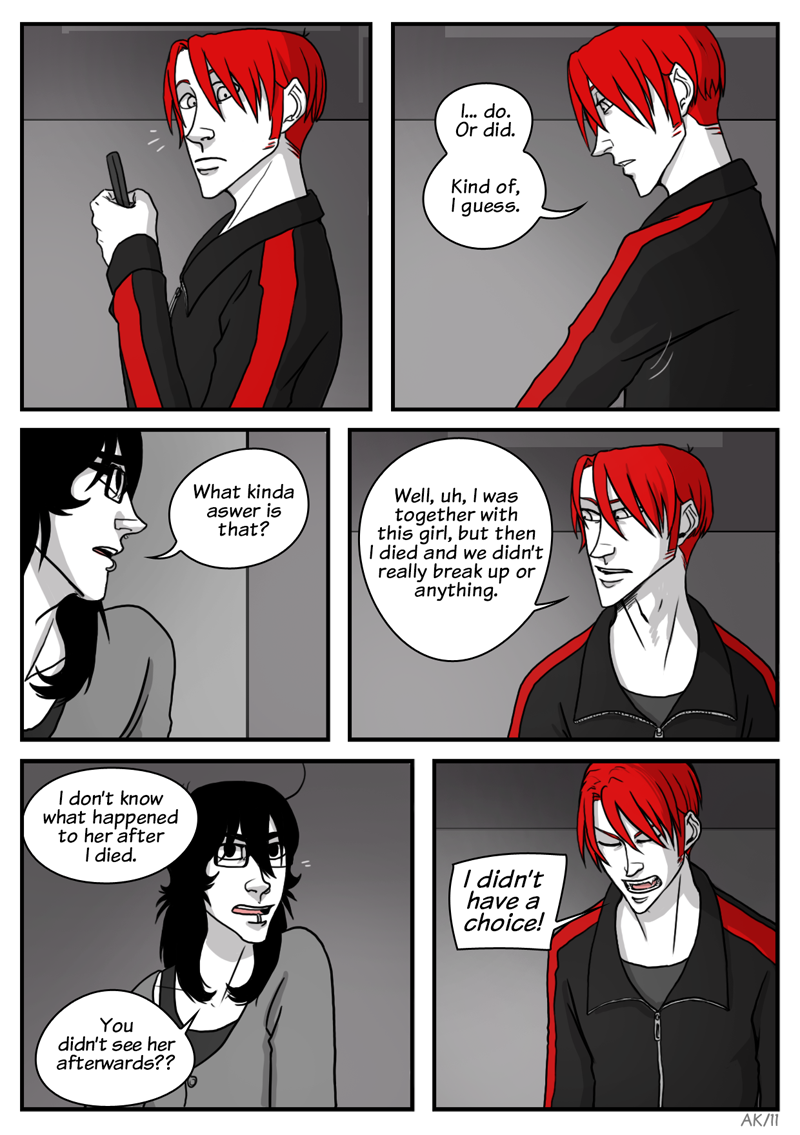 I... do.
Or did.
Kind of,
I guess.
What kinda
aswer is
that?
Well, uh, I was
together with
this girl, but then
I died and we didn't
really break up or
anything.
I don't know
what happened
to her after
I died.
You
didn't see her
afterwards??
I didn't
have a
choice!
AK/11